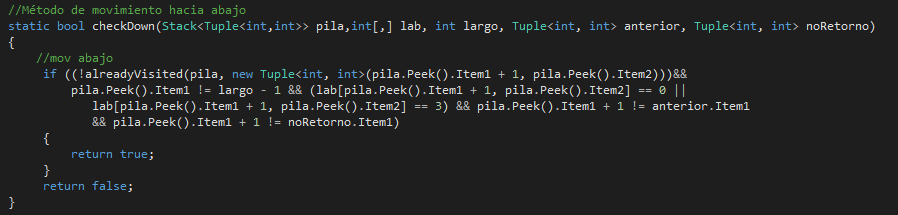 //Método de movimiento hacia abajo
static bool checkDown(Stack<Tuple<int,int>> pila,int[,] lab, int largo, Tuple<int,int> anterior, Tuple<int, int> noRetorno)
{
//mov abajo
if ((!alreadyVisited(pila, new Tuple<int, int>(pila.Peek().Item1 + 1, pila.Peek().Item2)))&&
pila.Peek().Item1 != largo - 1 && (lab[pila.Peek().Item1 + 1, pila.Peek().Item2] == 0 ||
lab[pila.Peek().Item1 + 1, pila.Peek().Item2] == 3) && pila.Peek().Item1 + 1 != anterior.Item1
&& pila.Peek().Item1 + 1 != noRetorno.Item1)
{
return true;
}
return false;
}